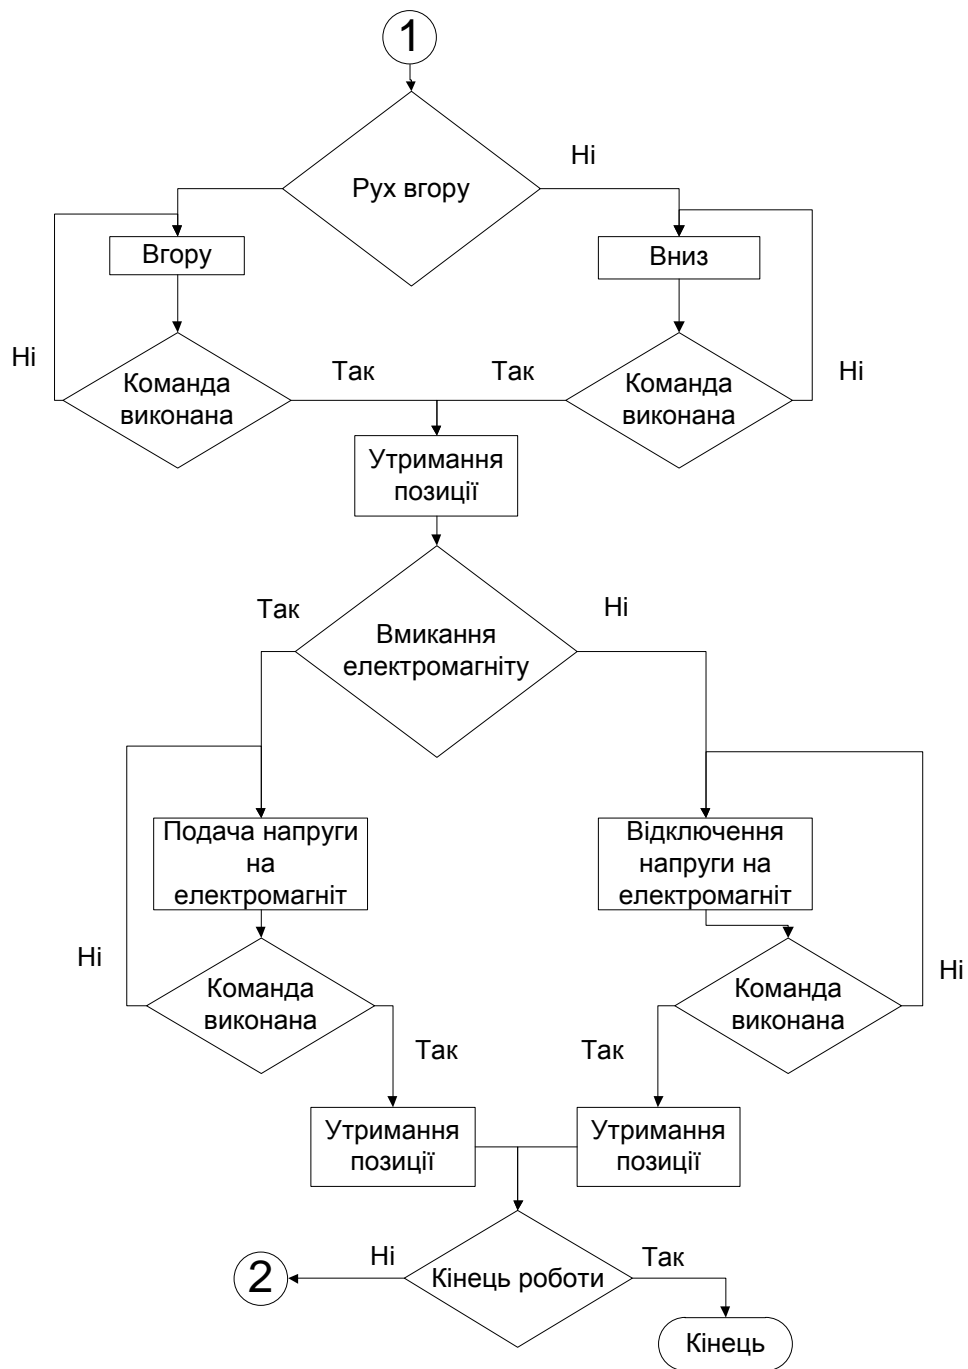 1
Ні
Рух вгору
Вгору
Вниз
Ні
Так
Так
Ні
Команда
виконана
Команда
виконана
Утримання
позиції
Так
Ні
Вмикання
електромагніту
Подача напруги
на
електромагніт
Відключення
напруги на
електромагніт
Ні
Ні
Команда
виконана
Команда
виконана
Так
Так
Утримання
позиції
Утримання
позиції
Ні
Так
2
Кінець роботи
Кінець